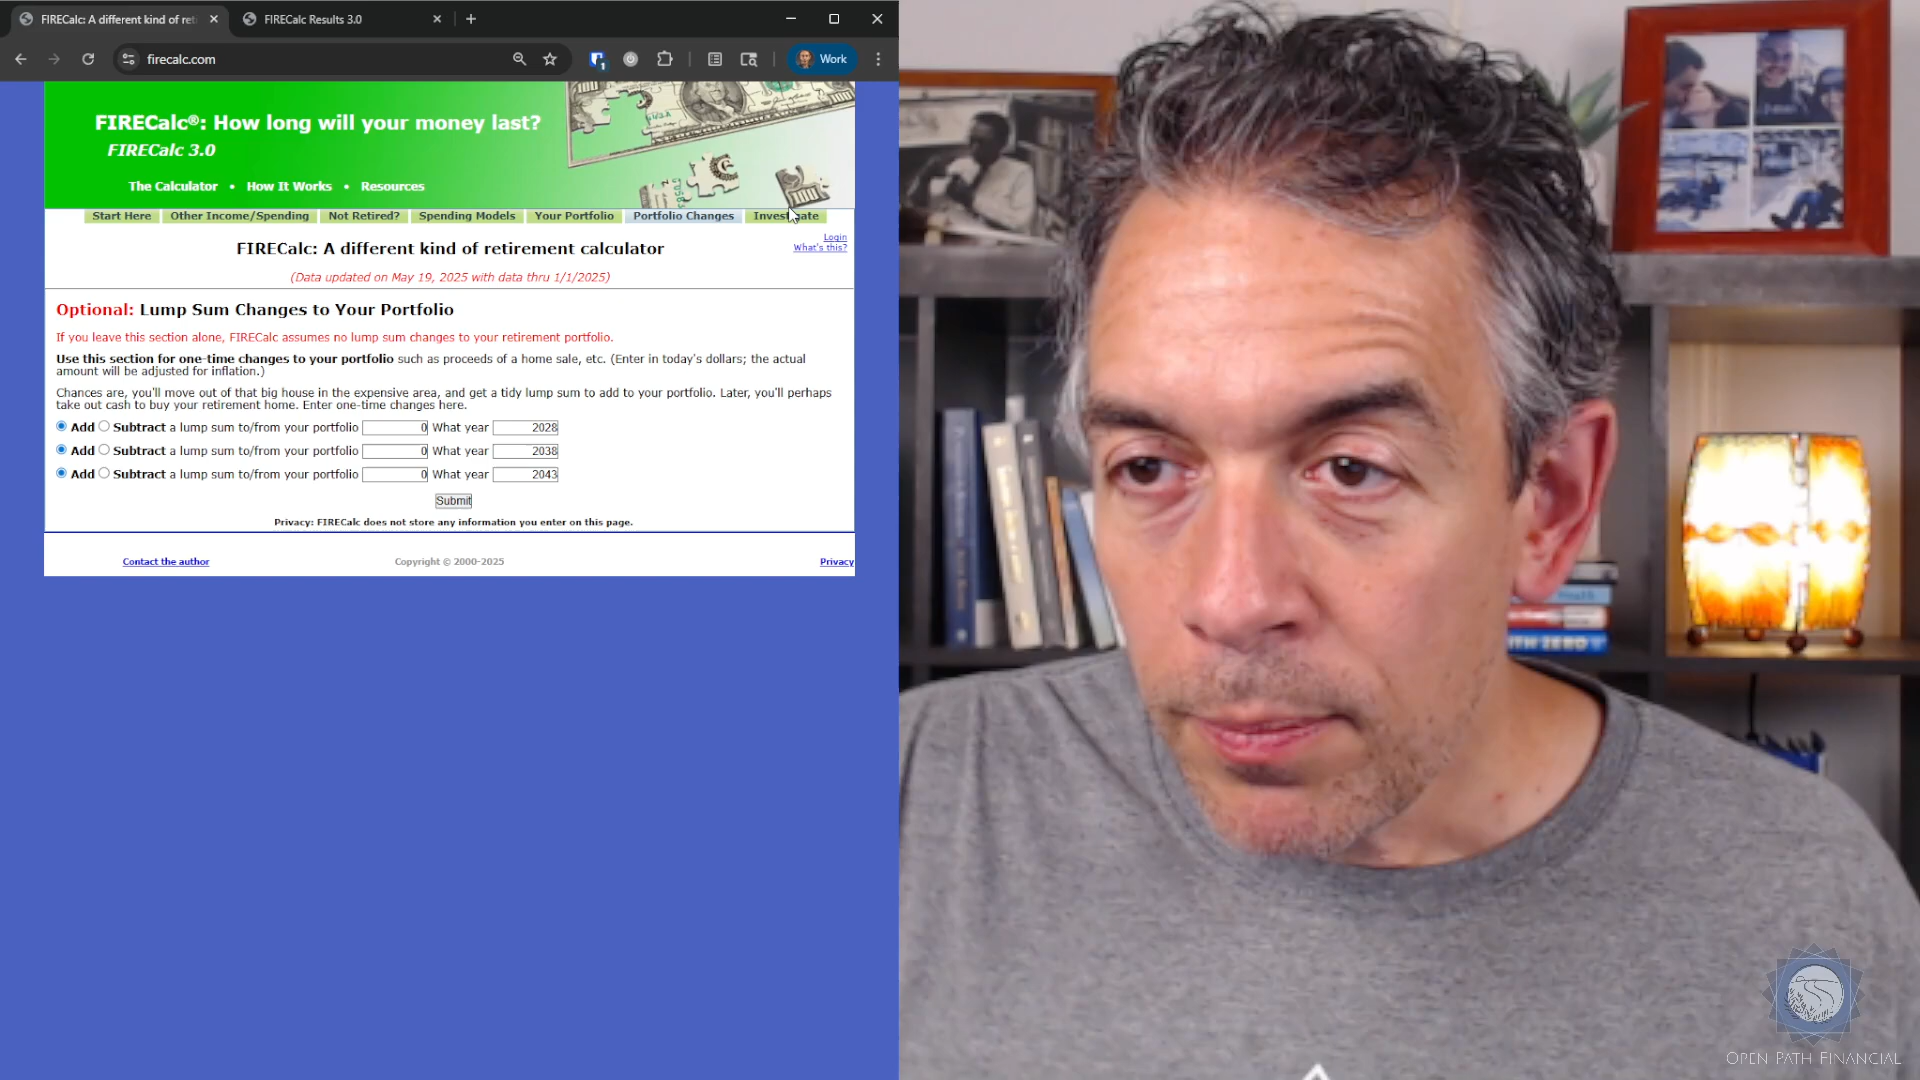 FIRECalc: A different kind of ret
FIRECalc Results 3.0
firecalc.com
1
Work
FIRECalc®: How long will your money last?
FIRECalc 3.0
The Calculator • How It Works • Resources
Start Here Other Income/Spending Not Retired? Spending Models Your Portfolio Portfolio Changes Investigate
Login
What's this?
FIRECalc: A different kind of retirement calculator
(Data updated on May 19, 2025 with data thru 1/1/2025)
Optional: Lump Sum Changes to Your Portfolio
If you leave this section alone, FIRECalc assumes no lump sum changes to your retirement portfolio.
Use this section for one-time changes to your portfolio such as proceeds of a home sale, etc. (Enter in today's dollars; the actual
amount will be adjusted for inflation.)
Chances are, you'll move out of that big house in the expensive area, and get a tidy lump sum to add to your portfolio. Later, you'll perhaps
take out cash to buy your retirement home. Enter one-time changes here.
Add Subtract a lump sum to/from your portfolio 0 What year 2028
Add Subtract a lump sum to/from your portfolio 0 What year 2038
Add Subtract a lump sum to/from your portfolio 0 What year 2043
Submit
Privacy: FIRECalc does not store any information you enter on this page.
Contact the author Copyright © 2000-2025 Privacy
ITH ZERO
OPEN PATH FINANCIAL